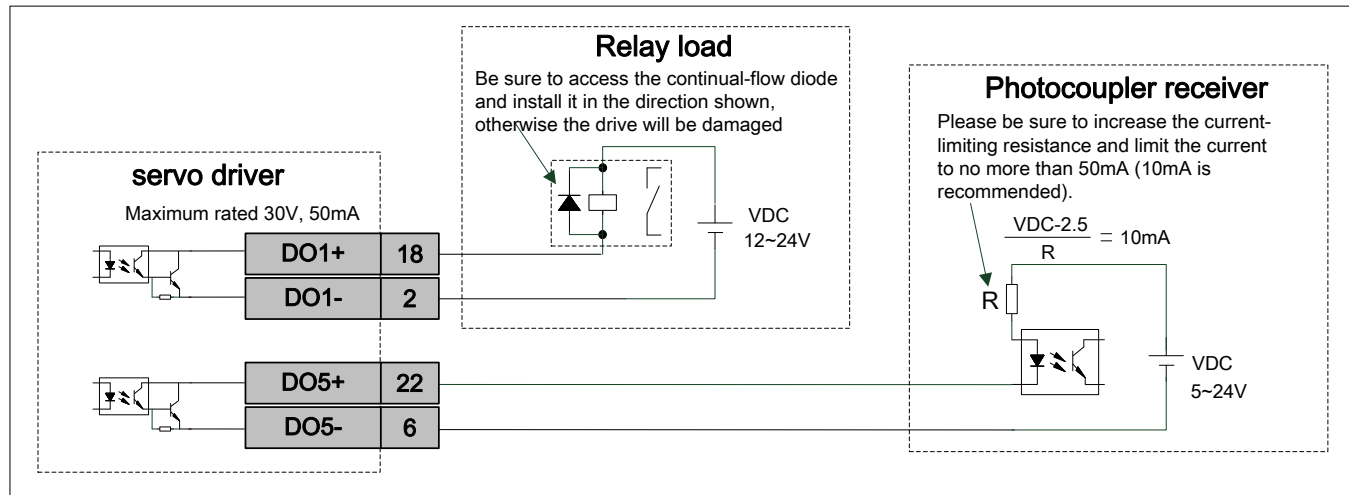 Relay load
Be sure to access the continual-flow diode
and install it in the direction shown,
otherwise the drive will be damaged
VDC
12~24V
servo driver
Maximum rated 30V, 50mA
DO1+ 18
DO1- 2
DO5+ 22
DO5- 6
Photocoupler receiver
Please be sure to increase the current-
limiting resistance and limit the current
to no more than 50mA (10mA is
recommended).
VDC-2.5
R
= 10mA
R
VDC
5~24V